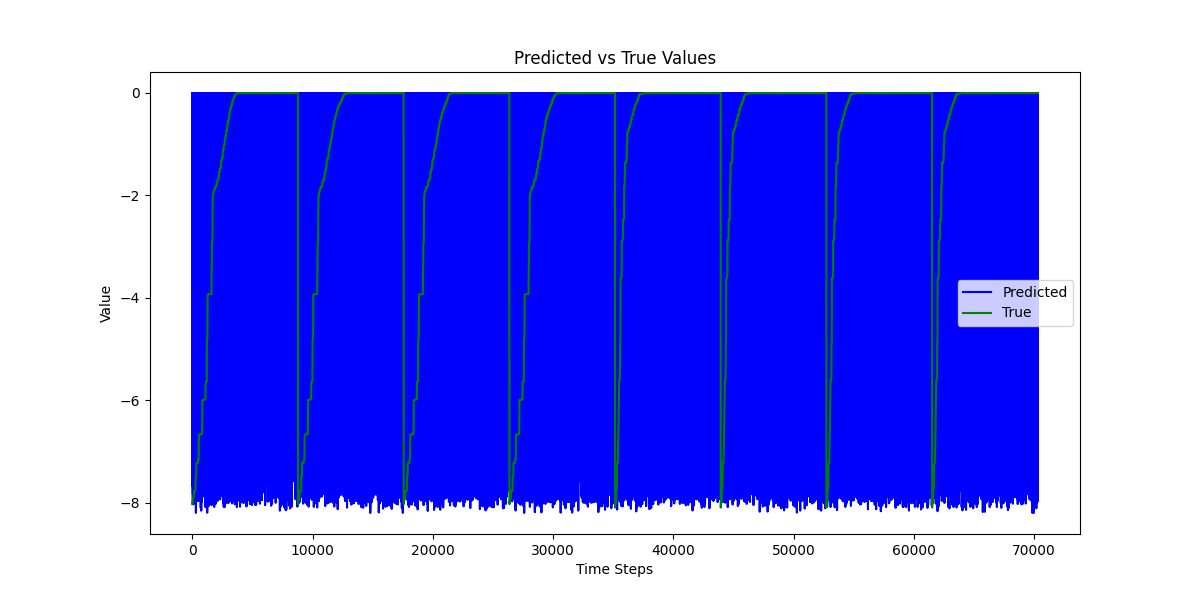 Predicted vs True Values
0
−2
−4
−6
−8
Value
Predicted
True
0 10000 20000 30000 40000 50000 60000 70000
Time Steps